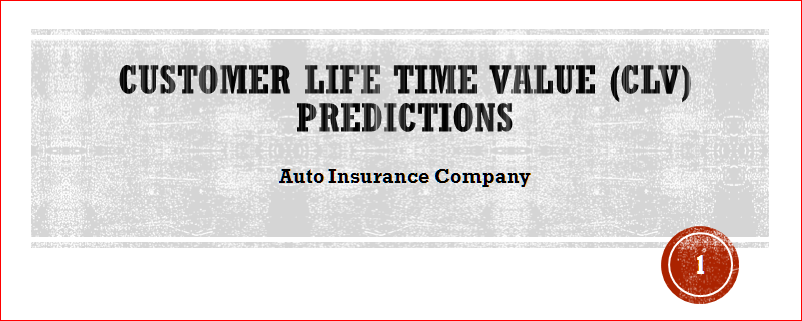 CUSTOMER LIFE TIME VALUE (CLV)
PREDICTIONS
Auto Insurance Company
1